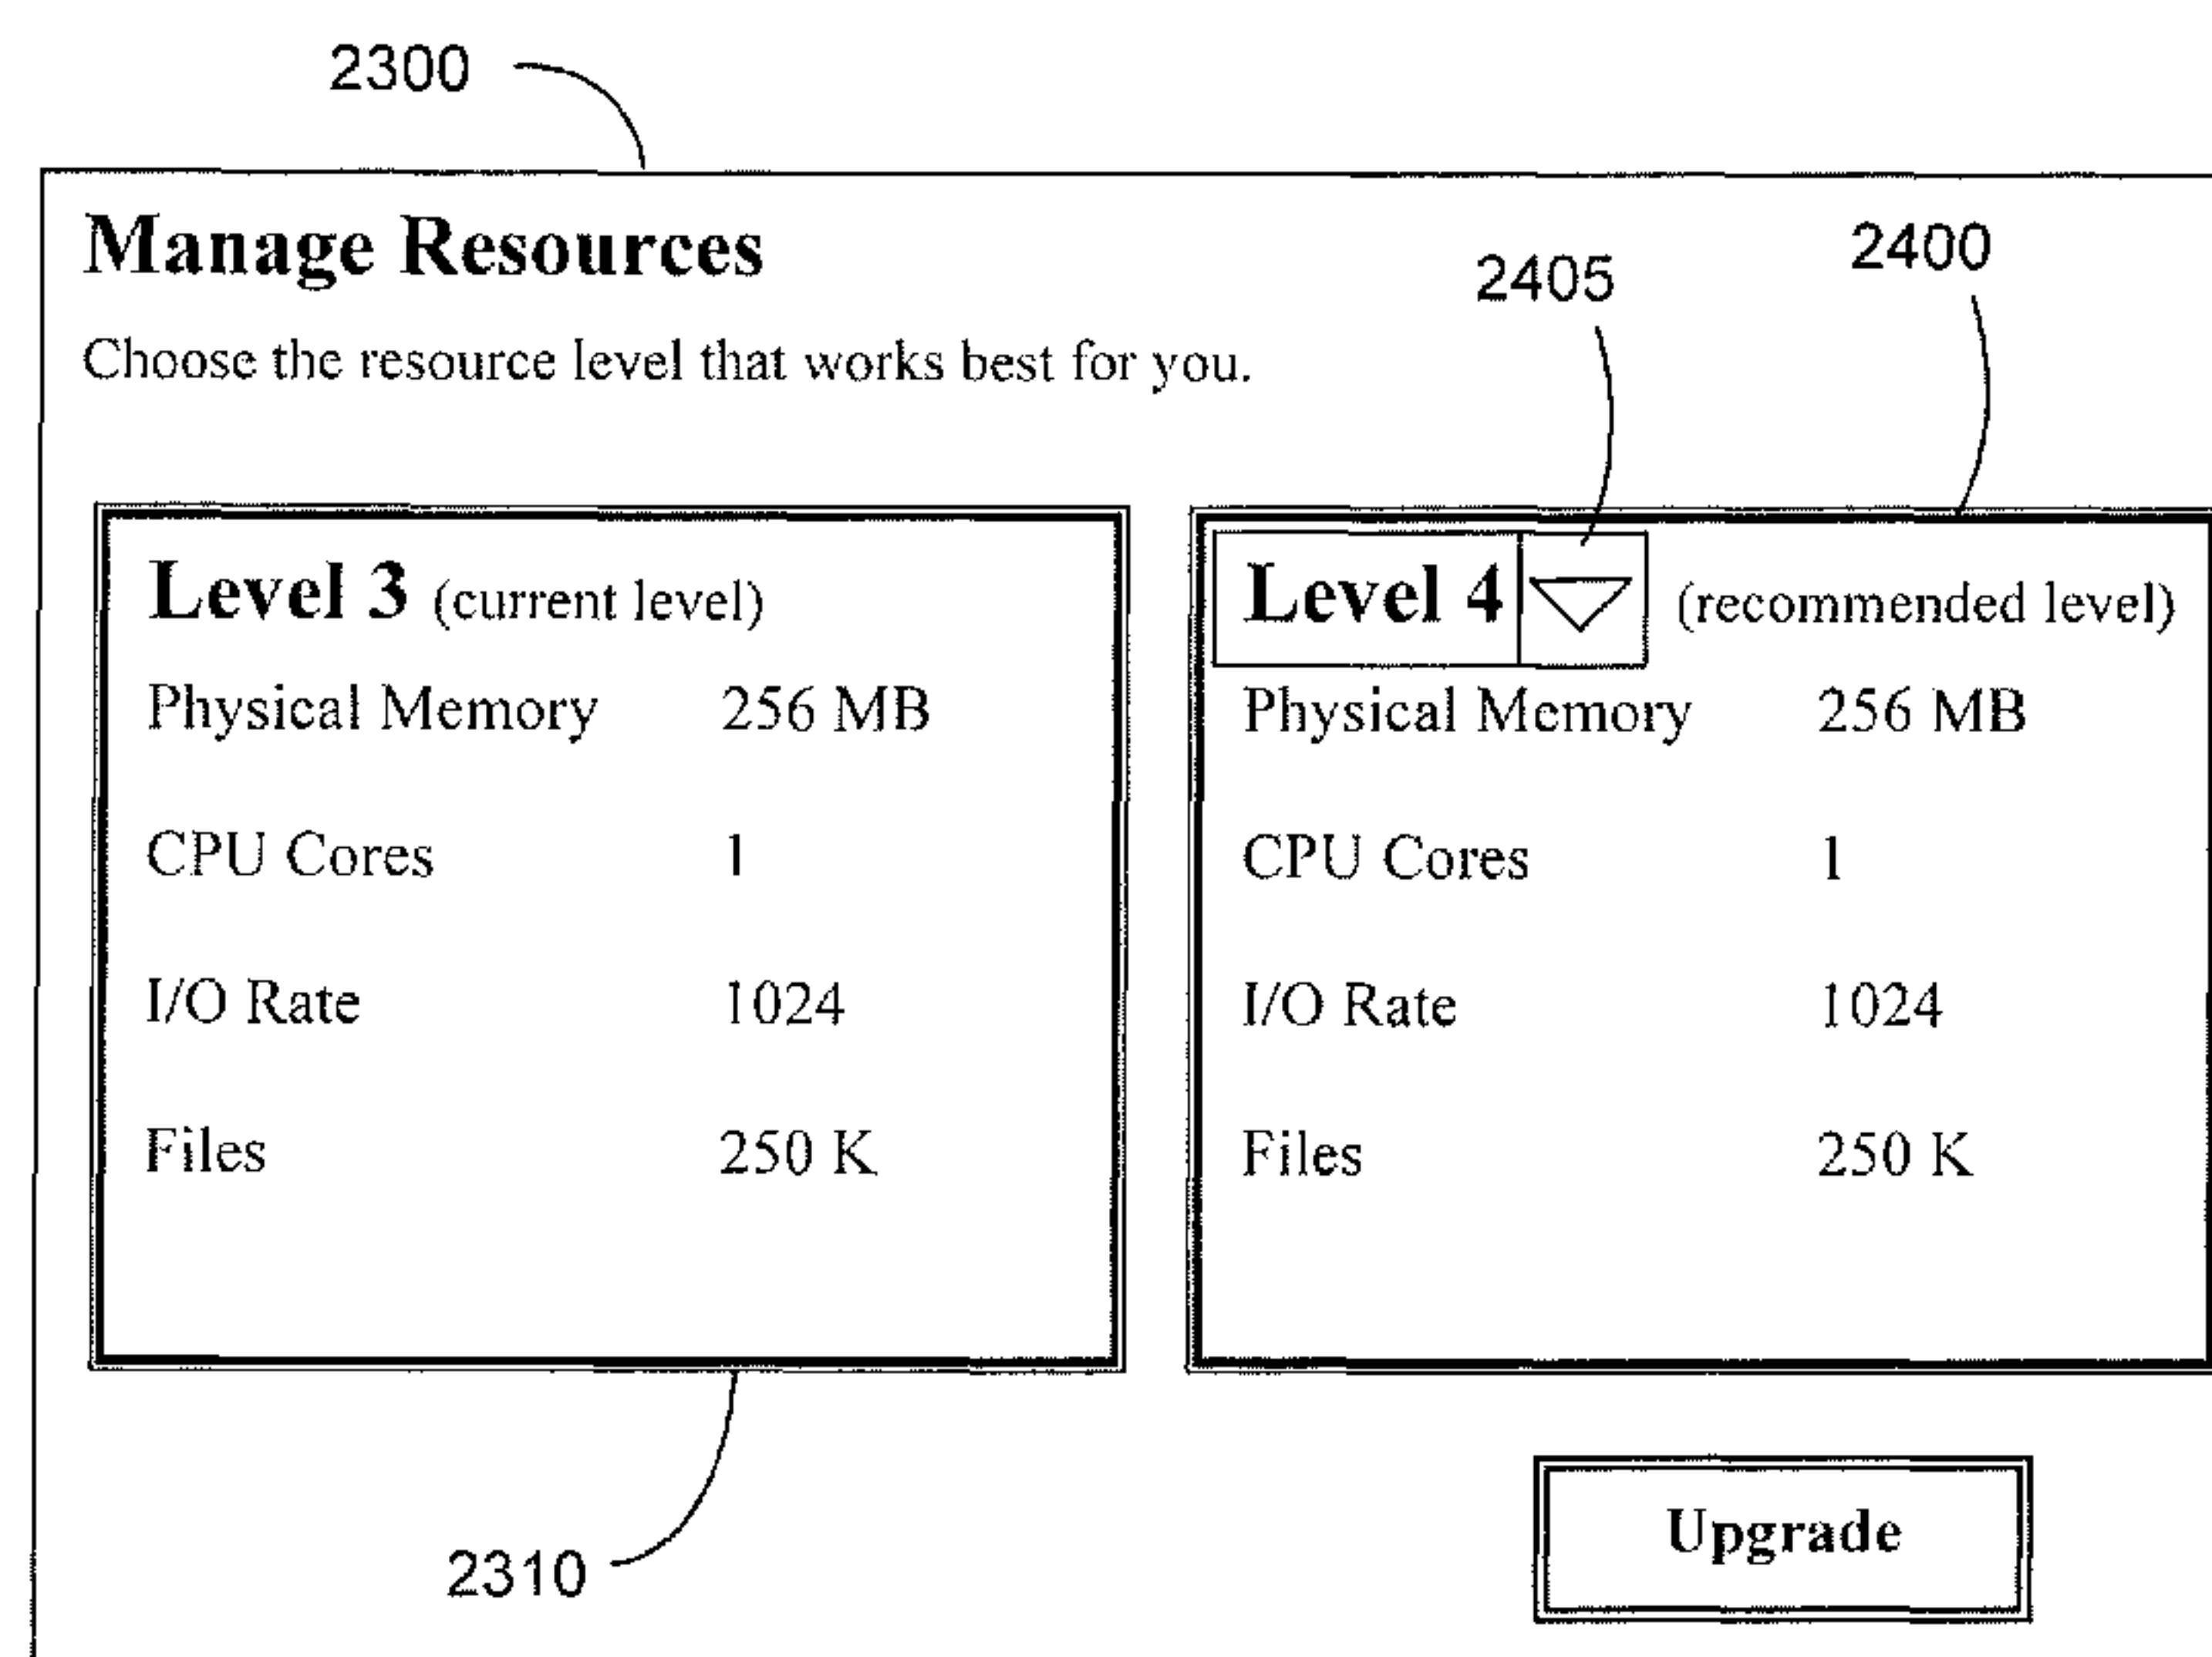 2300
Manage Resources
2405
2400
Choose the resource level that works best for you.
Level 3 (current level)
Physical Memory 256 MB
CPU Cores 1
I/O Rate 1024
Files 250 K
Level 4 (recommended level)
Physical Memory 256 MB
CPU Cores 1
I/O Rate 1024
Files 250 K
2310
Upgrade